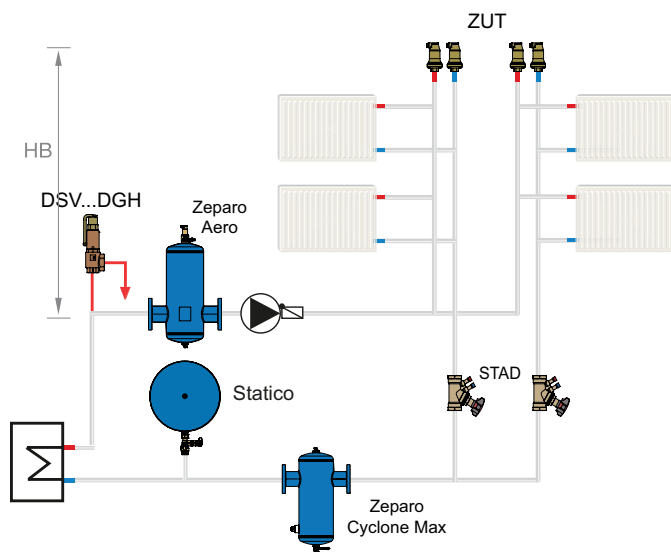 ZUT
HB
DSV...DGH
Zeparo
Aero
Statico
STAD
Zeparo
Cyclone Max